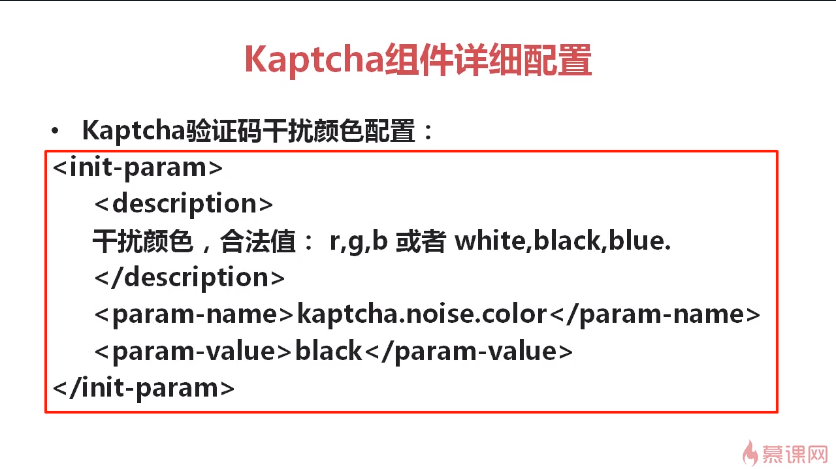 Kaptcha组件详细配置
• Kaptcha验证码干扰颜色配置：
<init-param>
<description>
干扰颜色，合法值： r,g,b 或者 white,black,blue.
</description>
<param-name>kaptcha.noise.color</param-name>
<param-value>black</param-value>
</init-param>
慕课网